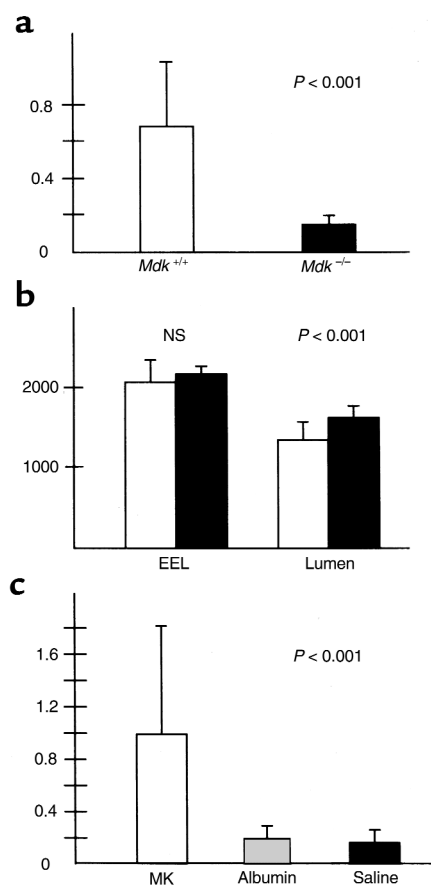 a
P < 0.001
0.8
0.4
0
Mdk +/+ Mdk –/–
b
NS P < 0.001
2000
1000
EEL Lumen
c
1.6
P < 0.001
1.2
0.8
0.4
0
MK Albumin Saline